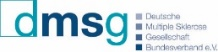 dmsg
Deutsche
Multiple Sklerose
Gesellschaft
Bundesverband e.V.